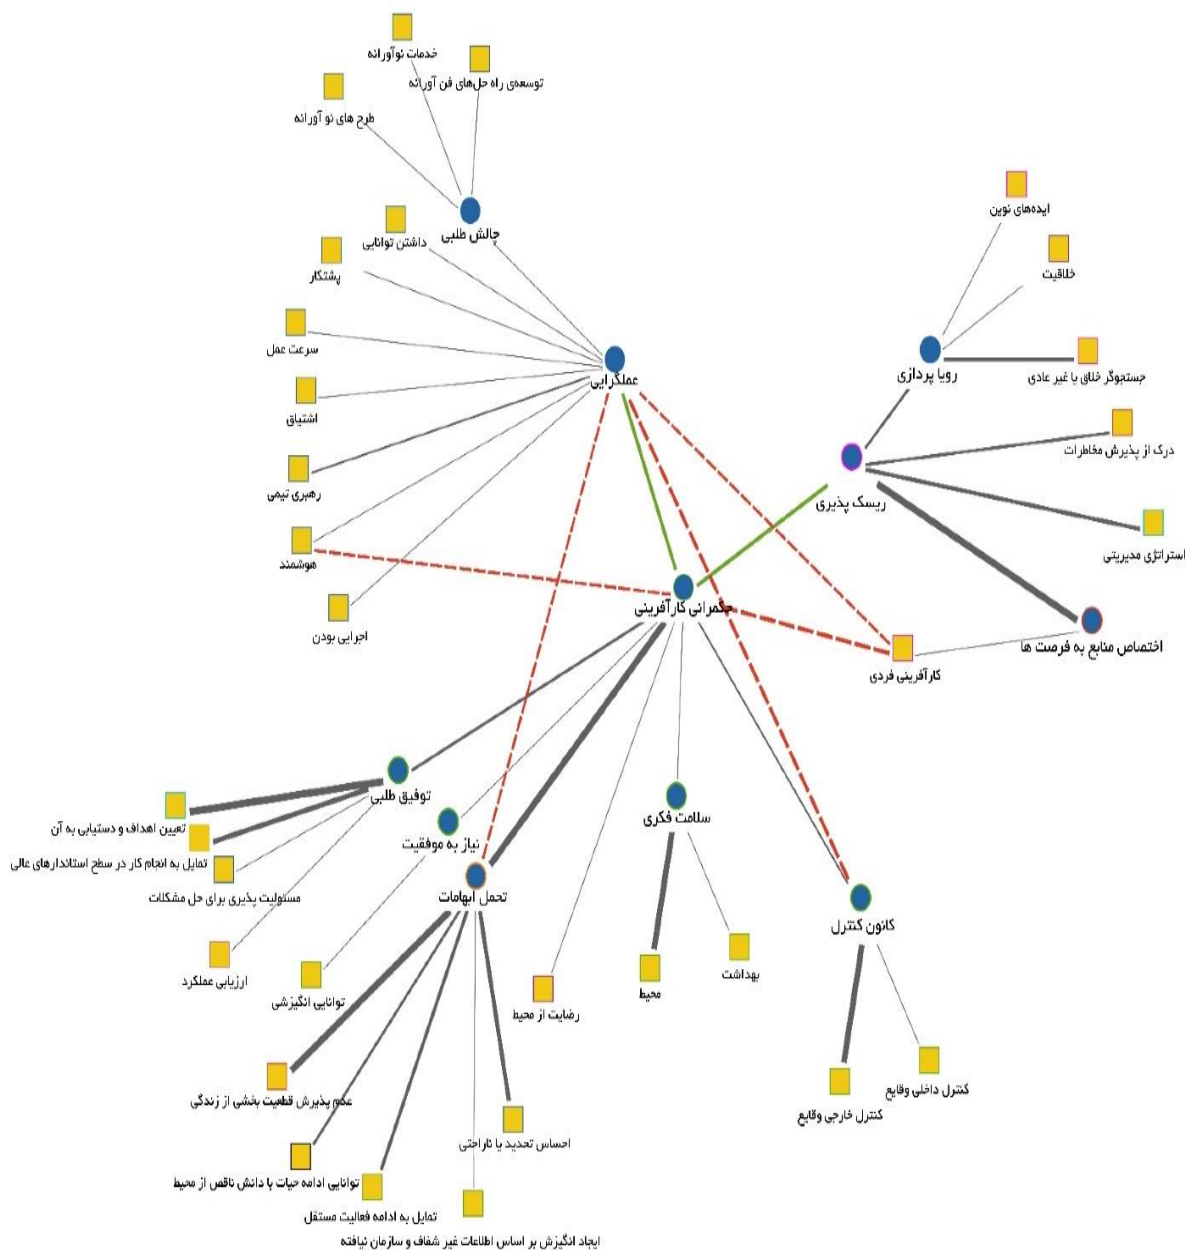 خدمات نوآورانه
توسعه‌ی راه حل‌های فن آورانه
طرح های نو آورانه
چالش طلبی
داشتن توانایی
پشتکار
سرعت عمل
اشتیاق
رهبری تیمی
هوشمند
اجرایی بودن
عملگرایی
ایده‌های نوین
خلاقیت
رویا پردازی
جستجوگر خلاق یا غیر عادی
درک از پذیرش مخاطرات
ریسک پذیری
استراتژی مدیریتی
اختصاص منابع به فرصت ها
کارآفرینی فردی
حکمرانی کارآفرینی
توفیق طلبی
تعیین اهداف و دستیابی به آن
تمایل به انجام کار در سطح استاندارهای عالی
مسئولیت پذیری برای حل مشکلات
ارزیابی عملکرد
نیاز به موفقیت
توانایی انگیزشی
تحمل ابهامات
سلامت فکری
محیط
بهداشت
رضایت از محیط
کانون کنترل
کنترل داخلی وقایع
کنترل خارجی وقایع
عدم پذیرش قطعیت بخشی از زندگی
احساس تحدید یا ناراحتی
توانایی ادامه حیات با دانش ناقص از محیط
تمایل به ادامه فعالیت مستقل
ایجاد انگیزش بر اساس اطلاعات غیر شفاف و سازمان نیافته